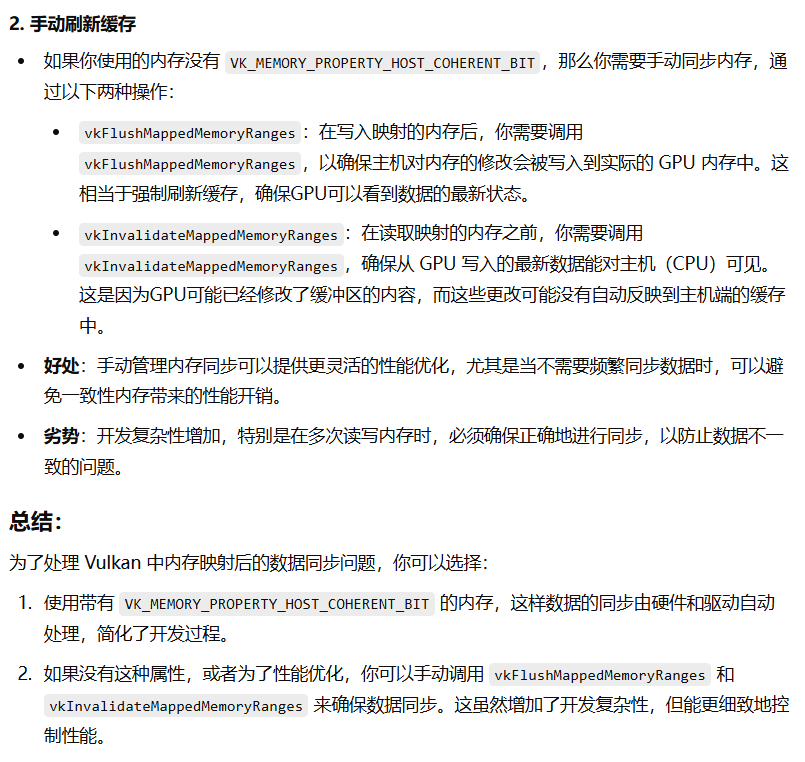 2. 手动刷新缓存
• 如果你使用的内存没有 VK_MEMORY_PROPERTY_HOST_COHERENT_BIT，那么你需要手动同步内存，通
过以下两种操作：
• vkFlushMappedMemoryRanges：在写入映射的内存后，你需要调用
vkFlushMappedMemoryRanges，以确保主机对内存的修改会被写入到实际的 GPU 内存中。这
相当于强制刷新缓存，确保GPU可以看到数据的最新状态。
• vkInvalidateMappedMemoryRanges：在读取映射的内存之前，你需要调用
vkInvalidateMappedMemoryRanges，确保从 GPU 写入的最新数据能对主机（CPU）可见。
这是因为GPU可能已经修改了缓冲区的内容，而这些更改可能没有自动反映到主机端的缓存
中。
• 好处：手动管理内存同步可以提供更灵活的性能优化，尤其是当不需要频繁同步数据时，可以避
免一致性内存带来的性能开销。
• 劣势：开发复杂性增加，特别是在多次读写内存时，必须确保正确地进行同步，以防止数据不一
致的问题。
总结：
为了处理 Vulkan 中内存映射后的数据同步问题，你可以选择：
1. 使用带有 VK_MEMORY_PROPERTY_HOST_COHERENT_BIT 的内存，这样数据的同步由硬件和驱动自动
处理，简化了开发过程。
2. 如果没有这种属性，或者为了性能优化，你可以手动调用 vkFlushMappedMemoryRanges 和
vkInvalidateMappedMemoryRanges 来确保数据同步。这虽然增加了开发复杂性，但能更细致地控
制性能。